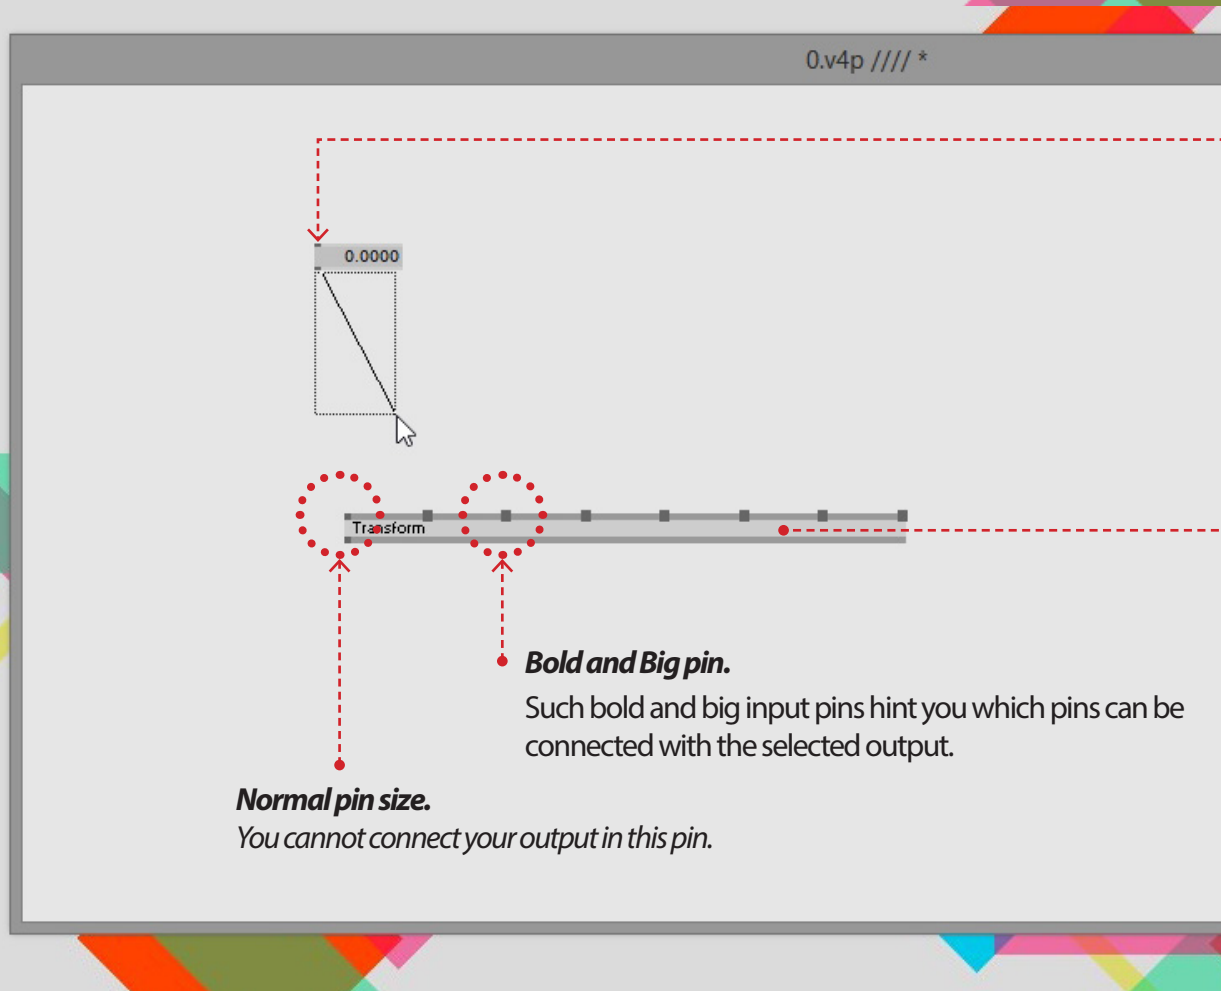 0.v4p //// *
0.0000
Transform
Bold and Big pin.
Such bold and big input pins hint you which pins can be
connected with the selected output.
Normal pin size.
You cannot connect your output in this pin.